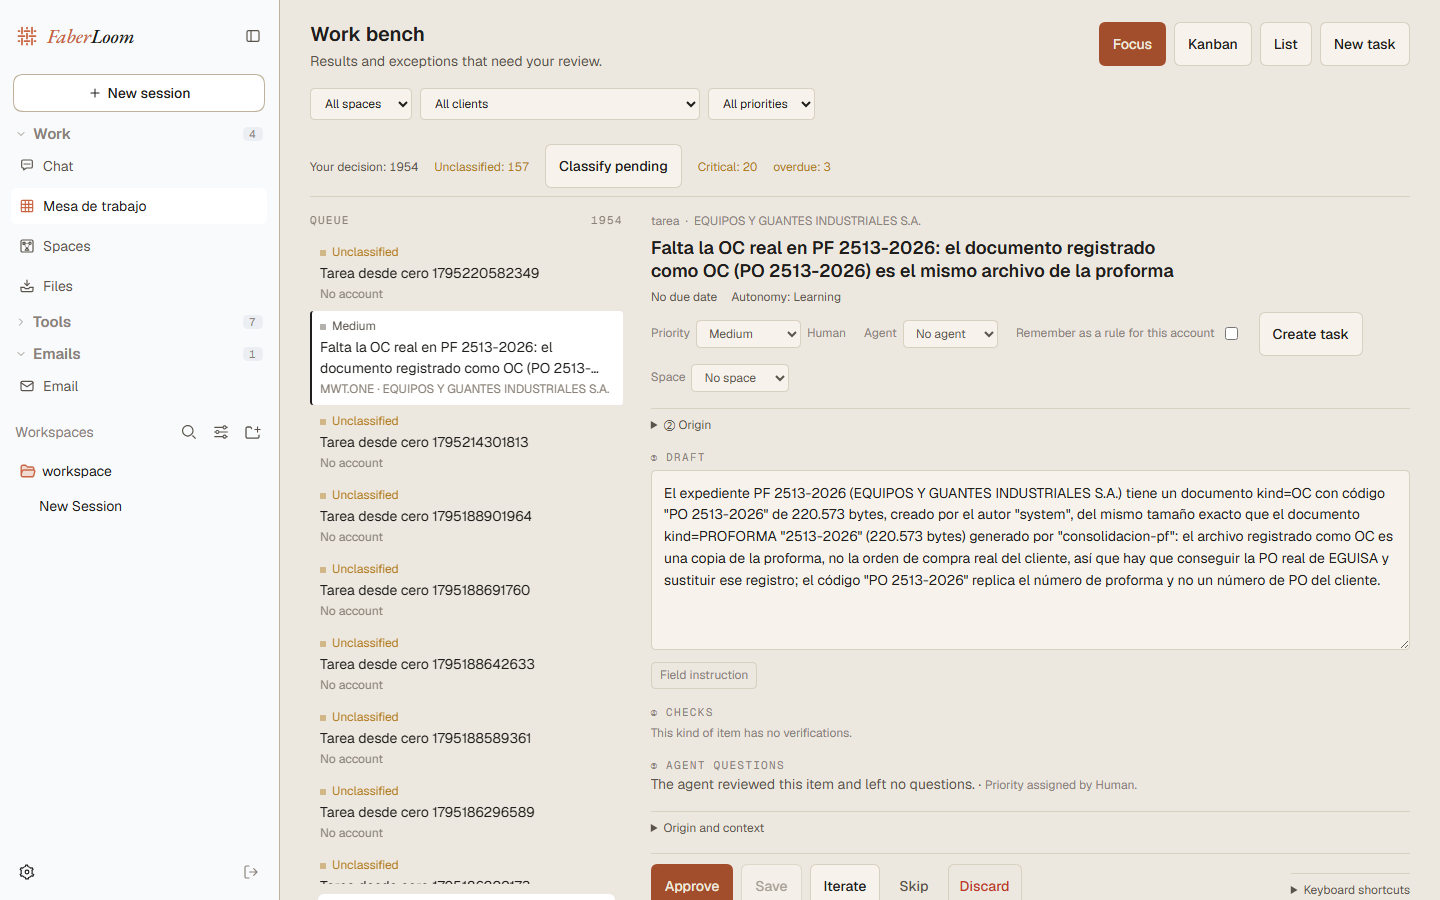 FaberLoom
New session
Work 4
Chat
Mesa de trabajo
Spaces
Files
Tools 7
Emails 1
Email
Workspaces
workspace
New Session
Work bench
Results and exceptions that need your review.
Focus
Kanban
List
New task
All spaces
All clients
All priorities
Your decision: 1954
Unclassified: 157
Classify pending
Critical: 20
overdue: 3
QUEUE 1954
Unclassified
Tarea desde cero 1795220582349
No account
Medium
Falta la OC real en PF 2513-2026: el
documento registrado como OC (PO 2513-...
MWT.ONE · EQUIPOS Y GUANTES INDUSTRIALES S.A.
Unclassified
Tarea desde cero 1795214301813
No account
Unclassified
Tarea desde cero 1795188901964
No account
Unclassified
Tarea desde cero 1795188691760
No account
Unclassified
Tarea desde cero 1795188642633
No account
Unclassified
Tarea desde cero 1795188589361
No account
Unclassified
Tarea desde cero 1795186296589
No account
Unclassified
tarea · EQUIPOS Y GUANTES INDUSTRIALES S.A.
Falta la OC real en PF 2513-2026: el documento registrado
como OC (PO 2513-2026) es el mismo archivo de la proforma
No due date Autonomy: Learning
Priority Medium Human Agent No agent Remember as a rule for this account Create task
Space No space
② Origin
DRAFT
El expediente PF 2513-2026 (EQUIPOS Y GUANTES INDUSTRIALES S.A.) tiene un documento kind=OC con código
"PO 2513-2026" de 220.573 bytes, creado por el autor "system", del mismo tamaño exacto que el documento
kind=PROFORMA "2513-2026" (220.573 bytes) generado por "consolidacion-pf": el archivo registrado como OC es
una copia de la proforma, no la orden de compra real del cliente, así que hay que conseguir la PO real de EGUISA y
sustituir ese registro; el código "PO 2513-2026" replica el número de proforma y no un número de PO del cliente.
Field instruction
CHECKS
This kind of item has no verifications.
AGENT QUESTIONS
The agent reviewed this item and left no questions. · Priority assigned by Human.
Origin and context
Approve
Save
Iterate
Skip
Discard
Keyboard shortcuts